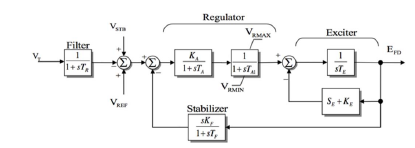 Regulator
V_STB
V_RMAX
Filter
Exciter
E_FD
V_T
1
1 + sT_R
K_A
1 + sT_A
1
1 + sT_A1
1
sT_E
V_REF
V_RMIN
S_E + K_E
Stabilizer
sK_F
1 + sT_F